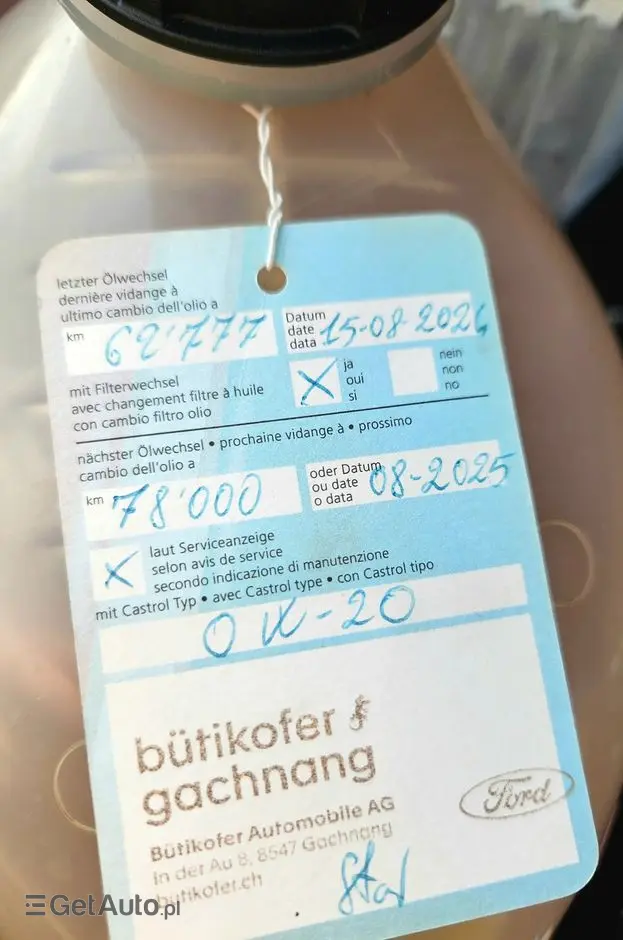 letzter Ölwechsel
dernière vidange à
ultimo cambio dell'olio a
km 62'777
Datum
date 15-08-2024
data
mit Filterwechsel
avec changement filtre à huile
con cambio filtro olio
X ja
oui
si
nein
non
no
nächster Ölwechsel • prochaine vidange à • prossimo
cambio dell'olio a
km 78'000
oder Datum
ou date 08-2025
o data
X laut Serviceanzeige
selon avis de service
secondo indicazione di manutenzione
mit Castrol Typ • avec Castrol type • con Castrol tipo
0W-20
bütikofer
gachnang
Bütikofer Automobile AG
in der Au 8, 8547 Gachnang
bütikofer.ch
Ford
GetAuto.pl